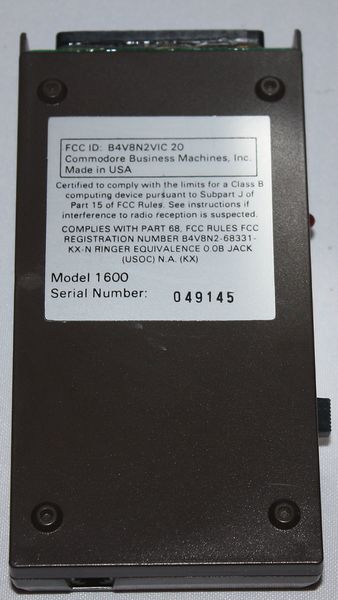 FCC ID: B4V8N2VIC 20
Commodore Business Machines, Inc.
Made in USA
Certified to comply with the limits for a Class B
computing device pursuant to Subpart J of
Part 15 of FCC Rules. See instructions if
interference to radio reception is suspected.
COMPLIES WITH PART 68, FCC RULES FCC
REGISTRATION NUMBER B4V8N2-68331-
KX-N RINGER EQUIVALENCE 0.0B JACK
(USOC) N.A. (KX)
Model 1600
Serial Number: 049145